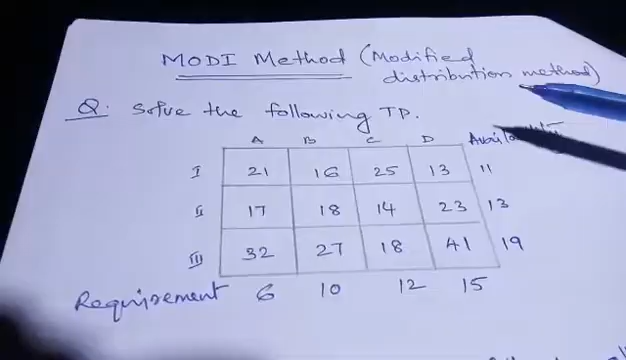 MODI Method (Modified
distribution method)
Q. Solve the following TP.
A B C D
I 21 16 25 13 11
II 17 18 14 23 13
III 32 27 18 41 19
Requirement 6 10 12 15